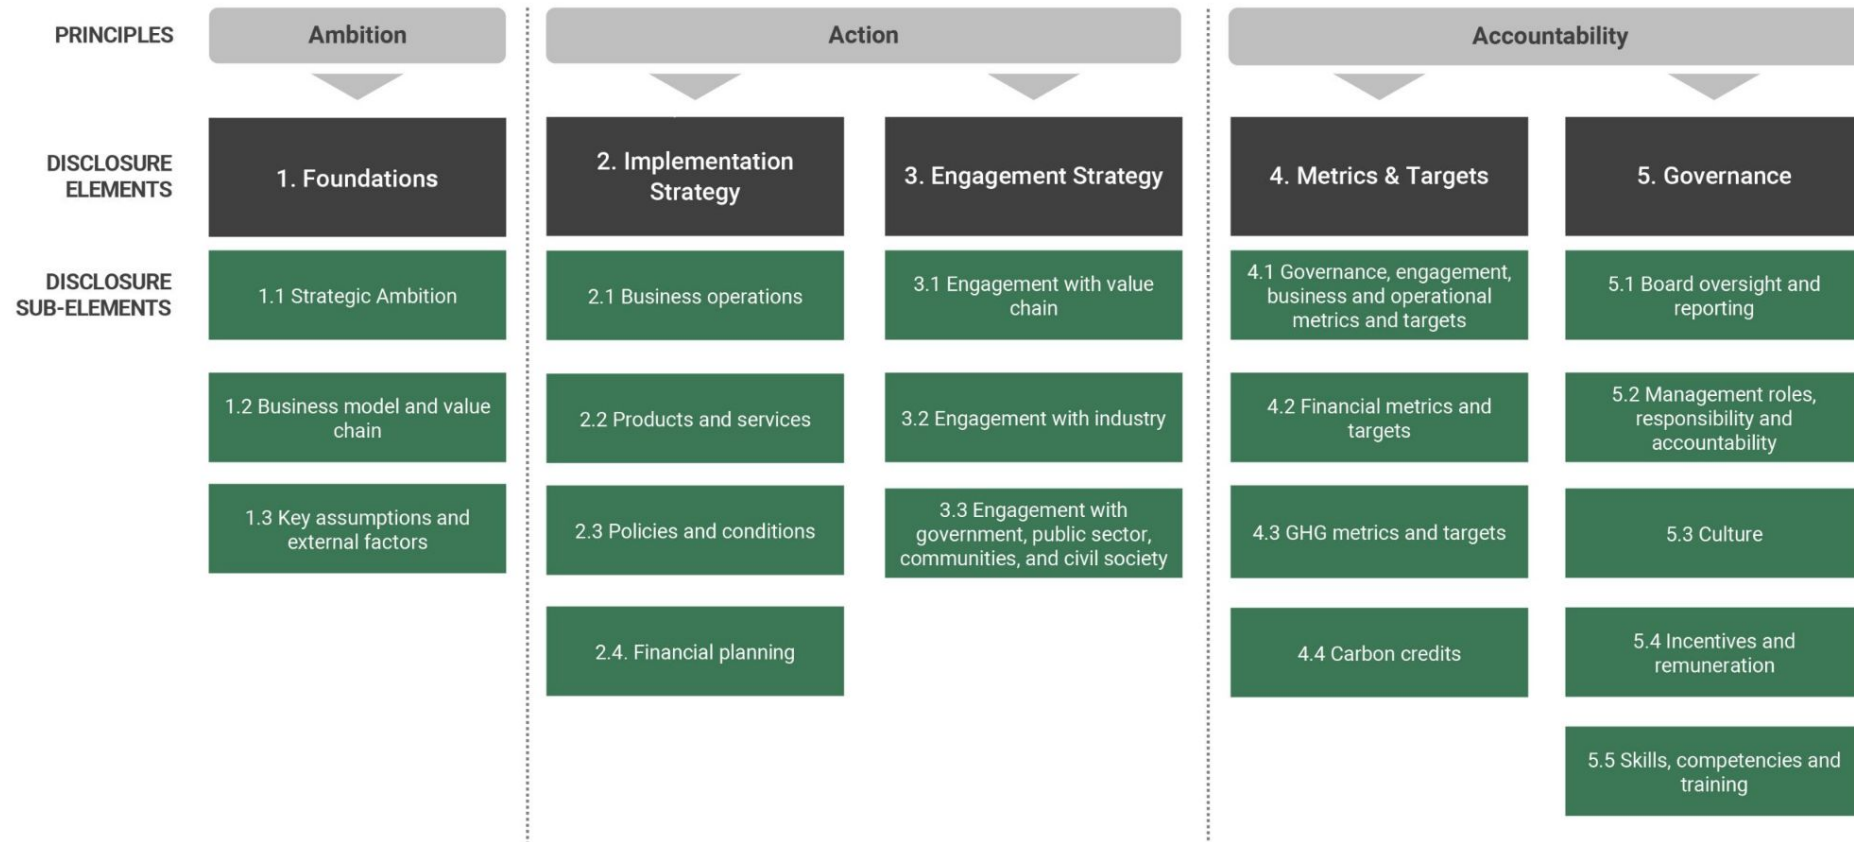 PRINCIPLES
Ambition
Action
Accountability
DISCLOSURE
ELEMENTS
1. Foundations
2. Implementation
Strategy
3. Engagement Strategy
4. Metrics & Targets
5. Governance
DISCLOSURE
SUB-ELEMENTS
1.1 Strategic Ambition
2.1 Business operations
3.1 Engagement with value
chain
4.1 Governance, engagement,
business and operational
metrics and targets
5.1 Board oversight and
reporting
1.2 Business model and value
chain
2.2 Products and services
3.2 Engagement with industry
4.2 Financial metrics and
targets
5.2 Management roles,
responsibility and
accountability
1.3 Key assumptions and
external factors
2.3 Policies and conditions
3.3 Engagement with
government, public sector,
communities, and civil society
4.3 GHG metrics and targets
5.3 Culture
2.4. Financial planning
4.4 Carbon credits
5.4 Incentives and
remuneration
5.5 Skills, competencies and
training